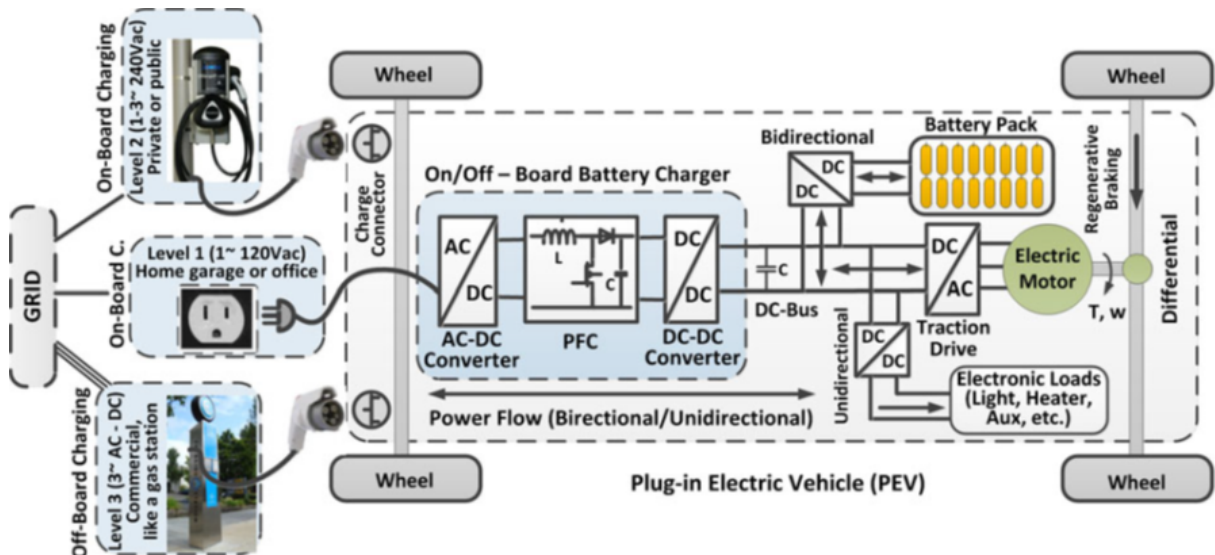 On-Board Charging
Level 2 (1-3~ 240Vac)
Private or public
GRID
On-Board C.
Level 1 (1~ 120Vac)
Home garage or office
Off-Board Charging
Level 3 (3~ AC - DC)
Commercial,
like a gas station
Wheel
Wheel
Charge
Connector
On/Off – Board Battery Charger
AC
DC
AC-DC
Converter
L
C
PFC
DC
DC
DC-DC
Converter
Power Flow (Birectional/Unidirectional)
C
DC-Bus
Bidirectional
DC
DC
Battery Pack
Unidirectional
DC
DC
DC
AC
Traction
Drive
Electric
Motor
Regenerative
Braking
T, w
Differential
Electronic Loads
(Light, Heater,
Aux, etc.)
Wheel
Wheel
Plug-in Electric Vehicle (PEV)